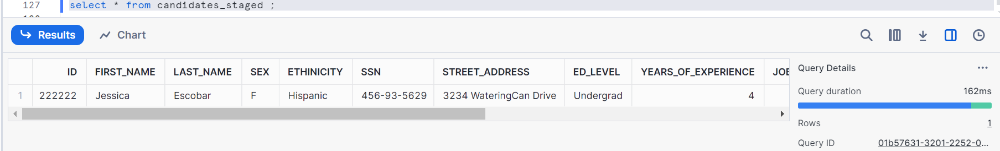 127 select * from candidates_staged ;
Results Chart
ID FIRST_NAME LAST_NAME SEX ETHINICITY SSN STREET_ADDRESS ED_LEVEL YEARS_OF_EXPERIENCE JOB
1 222222 Jessica Escobar F Hispanic 456-93-5629 3234 WateringCan Drive Undergrad 4
Query Details ...
Query duration 162ms
Rows 1
Query ID 01b57631-3201-2252-0...